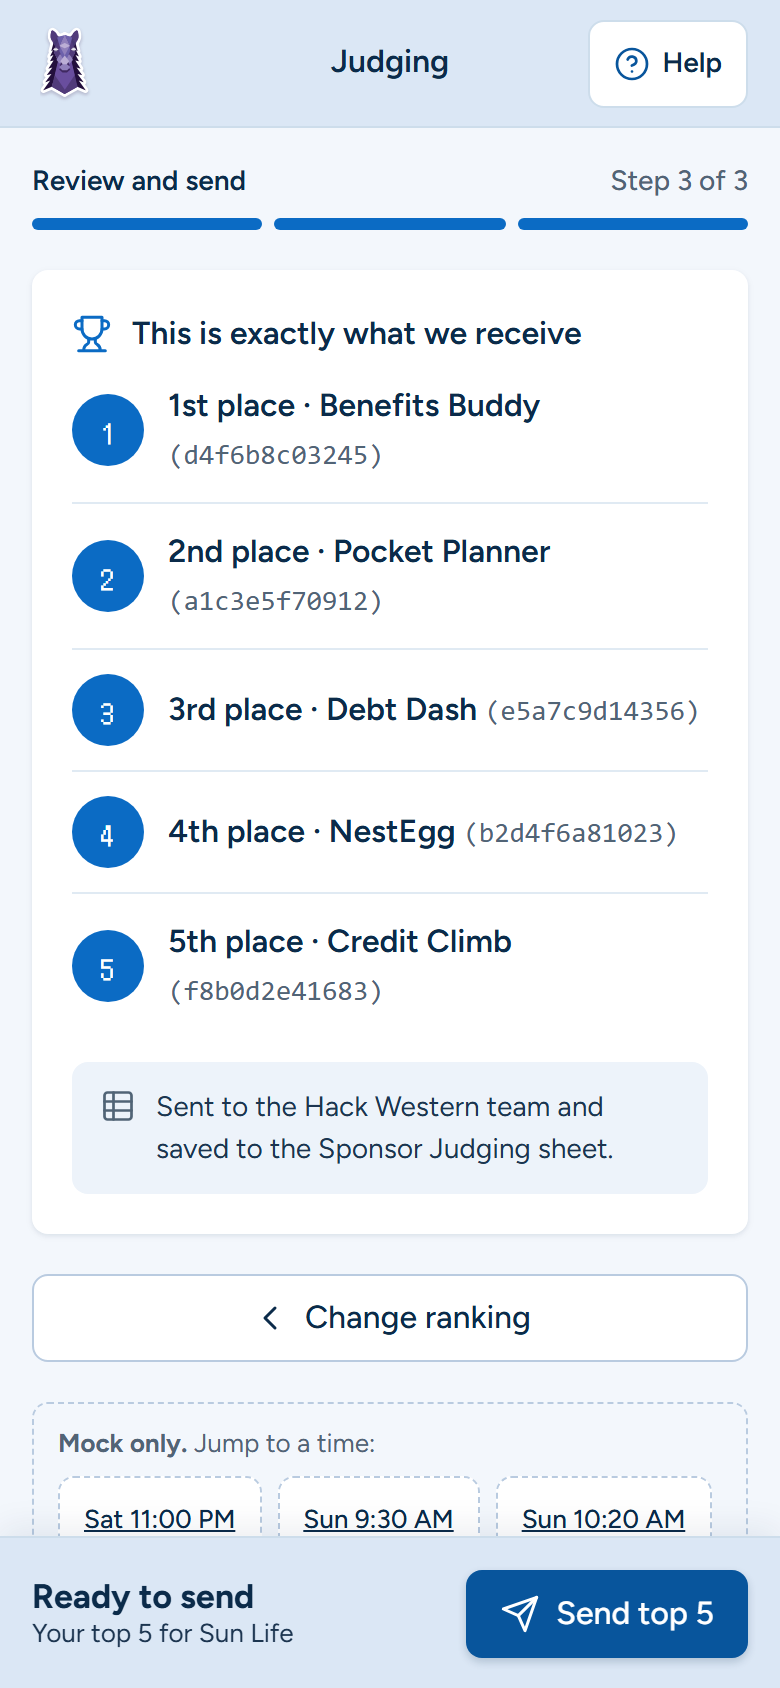 Judging
Help
Review and send
Step 3 of 3
This is exactly what we receive
1
1st place · Benefits Buddy
(d4f6b8c03245)
2
2nd place · Pocket Planner
(a1c3e5f70912)
3
3rd place · Debt Dash (e5a7c9d14356)
4
4th place · NestEgg (b2d4f6a81023)
5
5th place · Credit Climb
(f8b0d2e41683)
Sent to the Hack Western team and
saved to the Sponsor Judging sheet.
Change ranking
Mock only. Jump to a time:
Sat 11:00 PM
Sun 9:30 AM
Sun 10:20 AM
Ready to send
Your top 5 for Sun Life
Send top 5